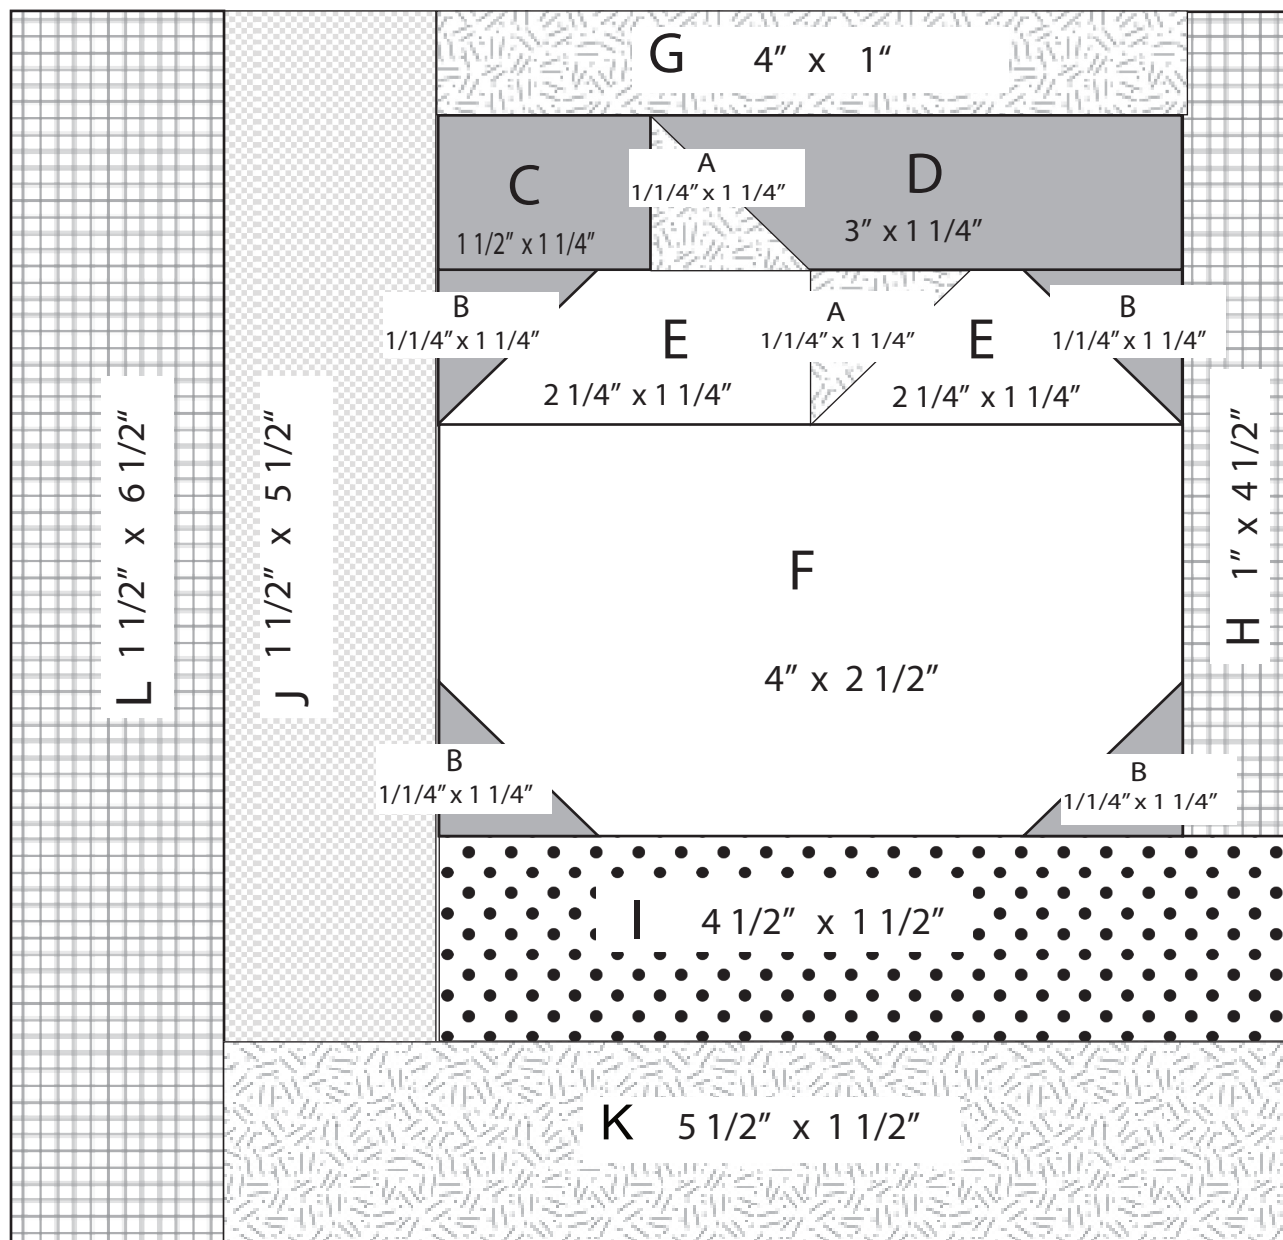 G 4” x 1“
C
1 1/2” x 1 1/4”
A
1/1/4” x 1 1/4”
D
3” x 1 1/4”
B
1/1/4” x 1 1/4”
E
2 1/4” x 1 1/4”
A
1/1/4” x 1 1/4”
E
2 1/4” x 1 1/4”
B
1/1/4” x 1 1/4”
L 1 1/2” x 6 1/2”
J 1 1/2” x 5 1/2”
H 1” x 4 1/2”
F
4” x 2 1/2”
B
1/1/4” x 1 1/4”
B
1/1/4” x 1 1/4”
I 4 1/2” x 1 1/2”
K 5 1/2” x 1 1/2”